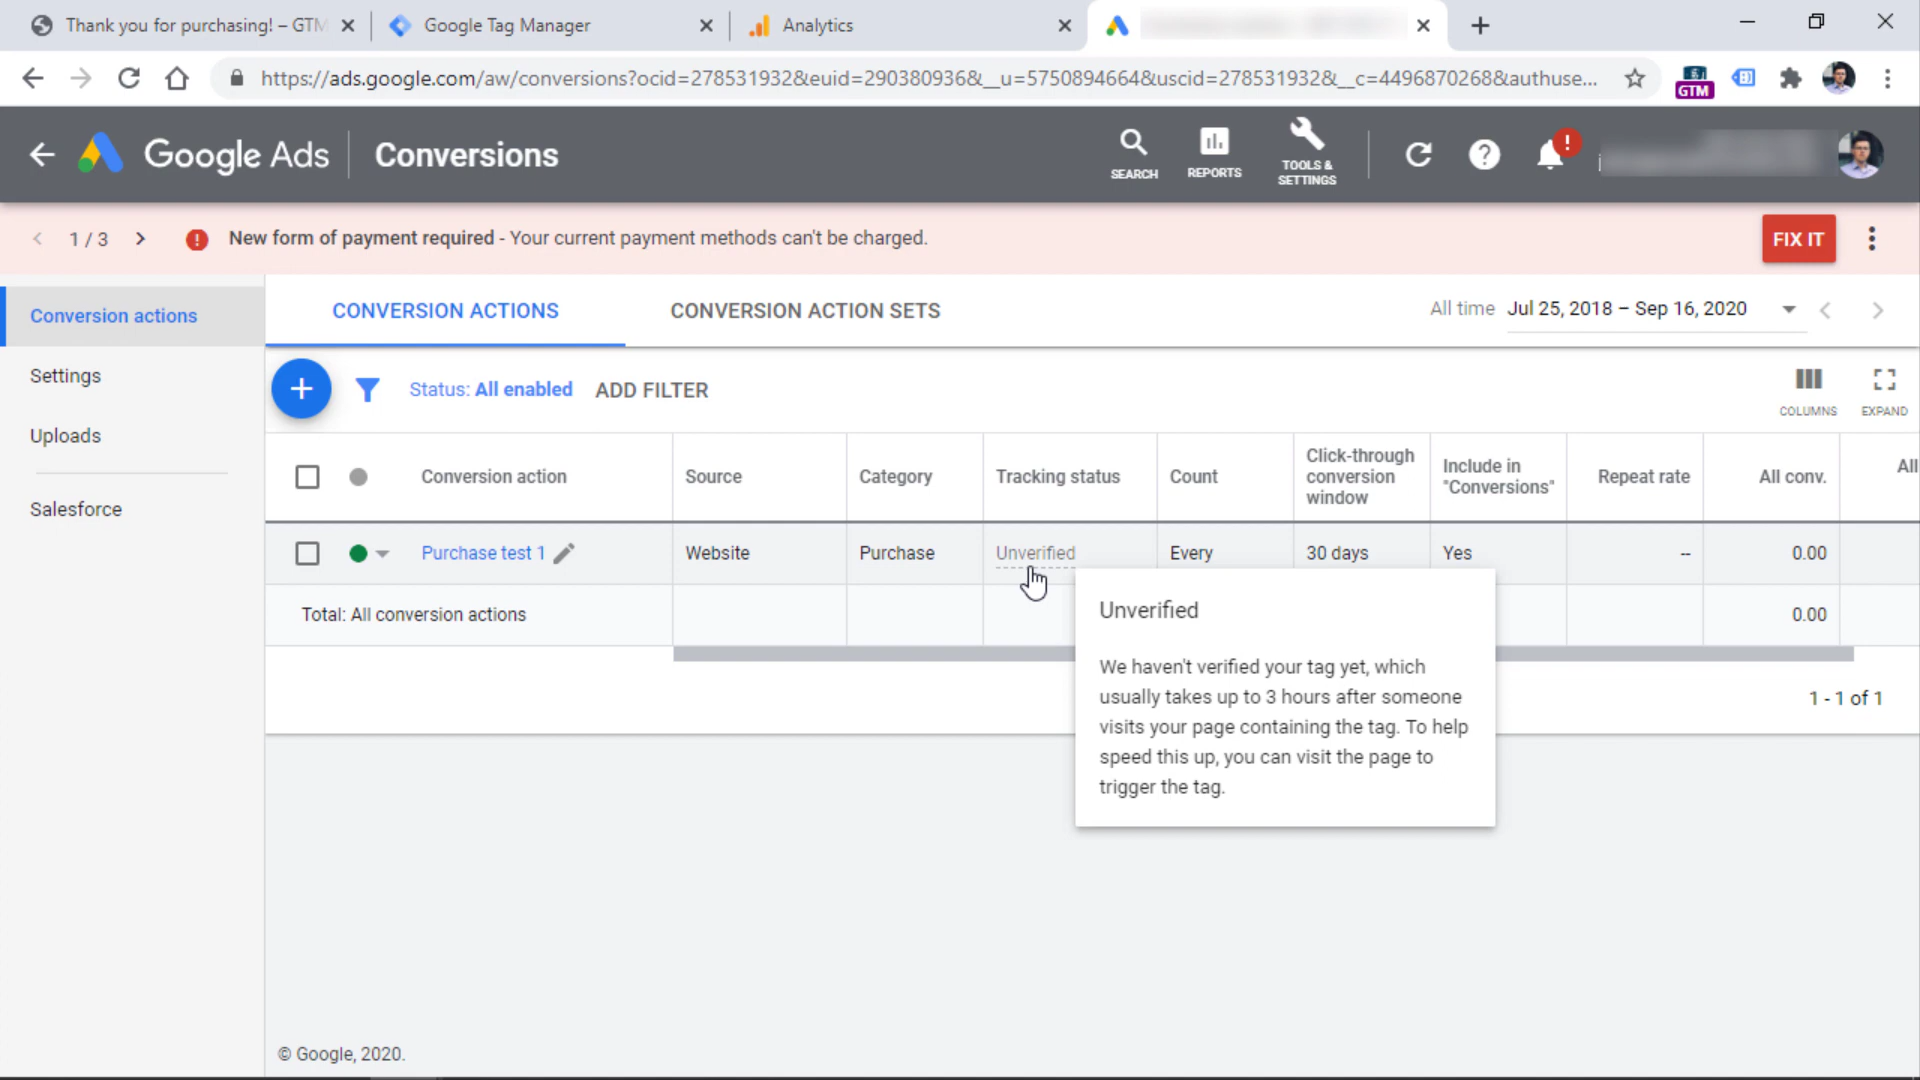 Thank you for purchasing! – GTM
Google Tag Manager
Analytics
https://ads.google.com/aw/conversions?ocid=278531932&euid=290380936&__u=5750894664&uscid=278531932&__c=4496870268&authuse...
GTM
Google Ads
Conversions
SEARCH
REPORTS
TOOLS &
SETTINGS
?
!
1 / 3
New form of payment required - Your current payment methods can't be charged.
FIX IT
Conversion actions
Settings
Uploads
Salesforce
CONVERSION ACTIONS
CONVERSION ACTION SETS
All time Jul 25, 2018 – Sep 16, 2020
Status: All enabled
ADD FILTER
COLUMNS
EXPAND
Conversion action
Source
Category
Tracking status
Count
Click-through
conversion
window
Include in
"Conversions"
Repeat rate
All conv.
All
Purchase test 1
Website
Purchase
Unverified
Every
30 days
Yes
--
0.00
Total: All conversion actions
0.00
Unverified
We haven't verified your tag yet, which
usually takes up to 3 hours after someone
visits your page containing the tag. To help
speed this up, you can visit the page to
trigger the tag.
1 - 1 of 1
© Google, 2020.